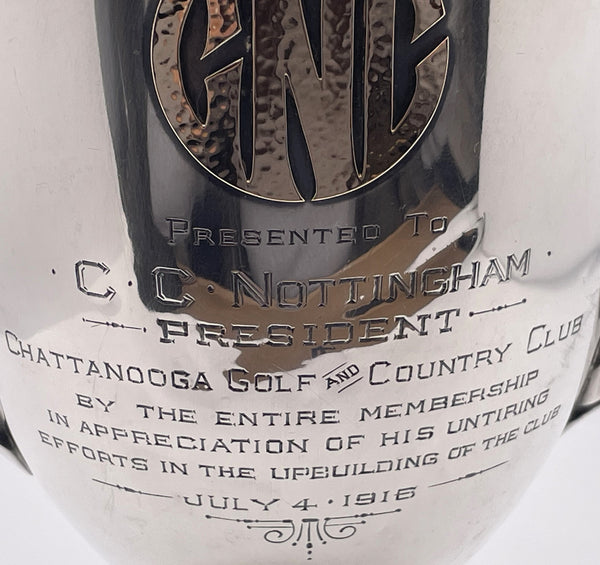 CNC
PRESENTED TO
· C · C · NOTTINGHAM ·
PRESIDENT
CHATTANOOGA GOLF AND COUNTRY CLUB
BY THE ENTIRE MEMBERSHIP
IN APPRECIATION OF HIS UNTIRING
EFFORTS IN THE UPBUILDING OF THE CLUB
JULY 4 · 1916